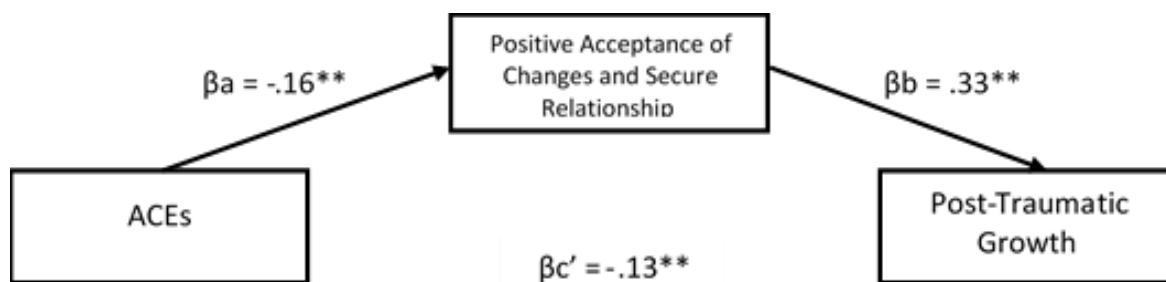 Positive Acceptance of
Changes and Secure
Relationship
βa = -.16**
βb = .33**
ACEs
Post-Traumatic
Growth
βc’ = -.13**